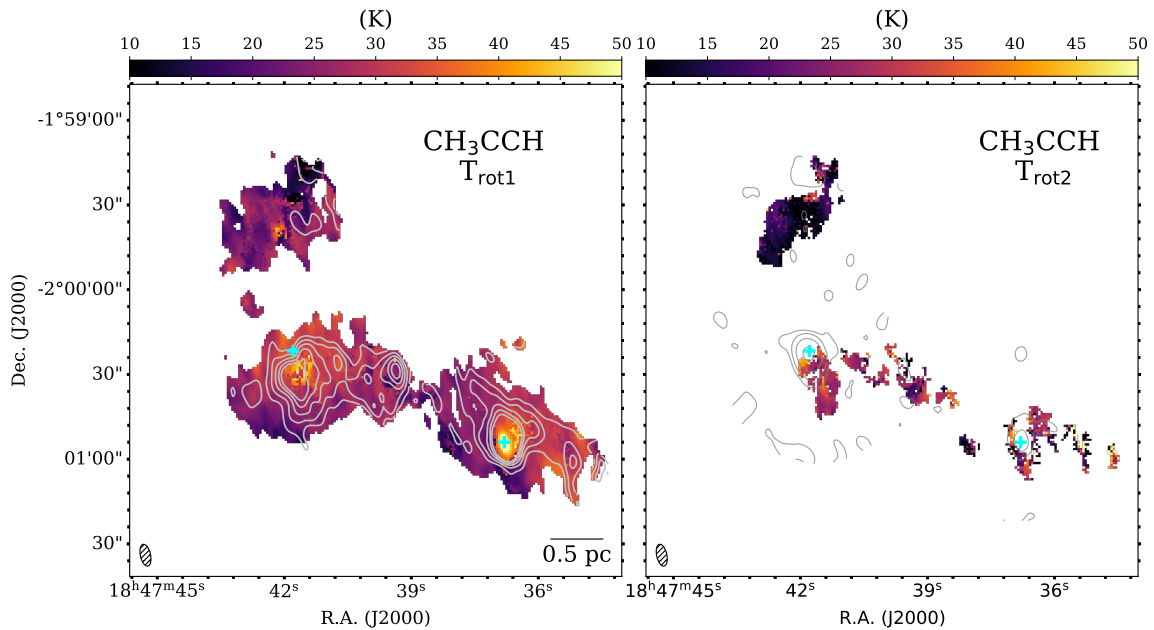 (K)
10 15 20 25 30 35 40 45 50
CH₃CCH
Tᵣₒₜ₁
-1°59'00"
30"
-2°00'00"
30"
01'00"
30"
Dec. (J2000)
0.5 pc
18ʰ47ᵐ45ˢ 42ˢ 39ˢ 36ˢ
R.A. (J2000)
(K)
10 15 20 25 30 35 40 45 50
CH₃CCH
Tᵣₒₜ₂
18ʰ47ᵐ45ˢ 42ˢ 39ˢ 36ˢ
R.A. (J2000)